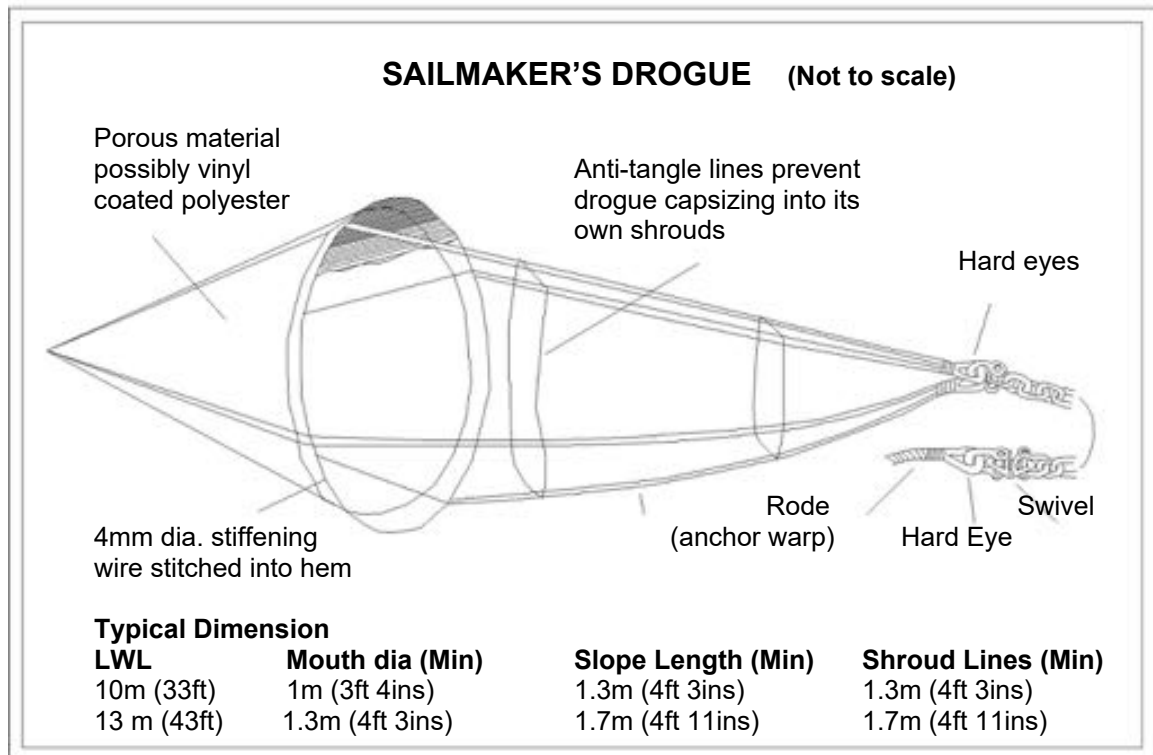 SAILMAKER'S DROGUE (Not to scale)
Porous material
possibly vinyl
coated polyester
Anti-tangle lines prevent
drogue capsizing into its
own shrouds
Hard eyes
4mm dia. stiffening
wire stitched into hem
Rode
(anchor warp)
Hard Eye
Swivel
Typical Dimension
LWL Mouth dia (Min) Slope Length (Min) Shroud Lines (Min)
10m (33ft) 1m (3ft 4ins) 1.3m (4ft 3ins) 1.3m (4ft 3ins)
13 m (43ft) 1.3m (4ft 3ins) 1.7m (4ft 11ins) 1.7m (4ft 11ins)